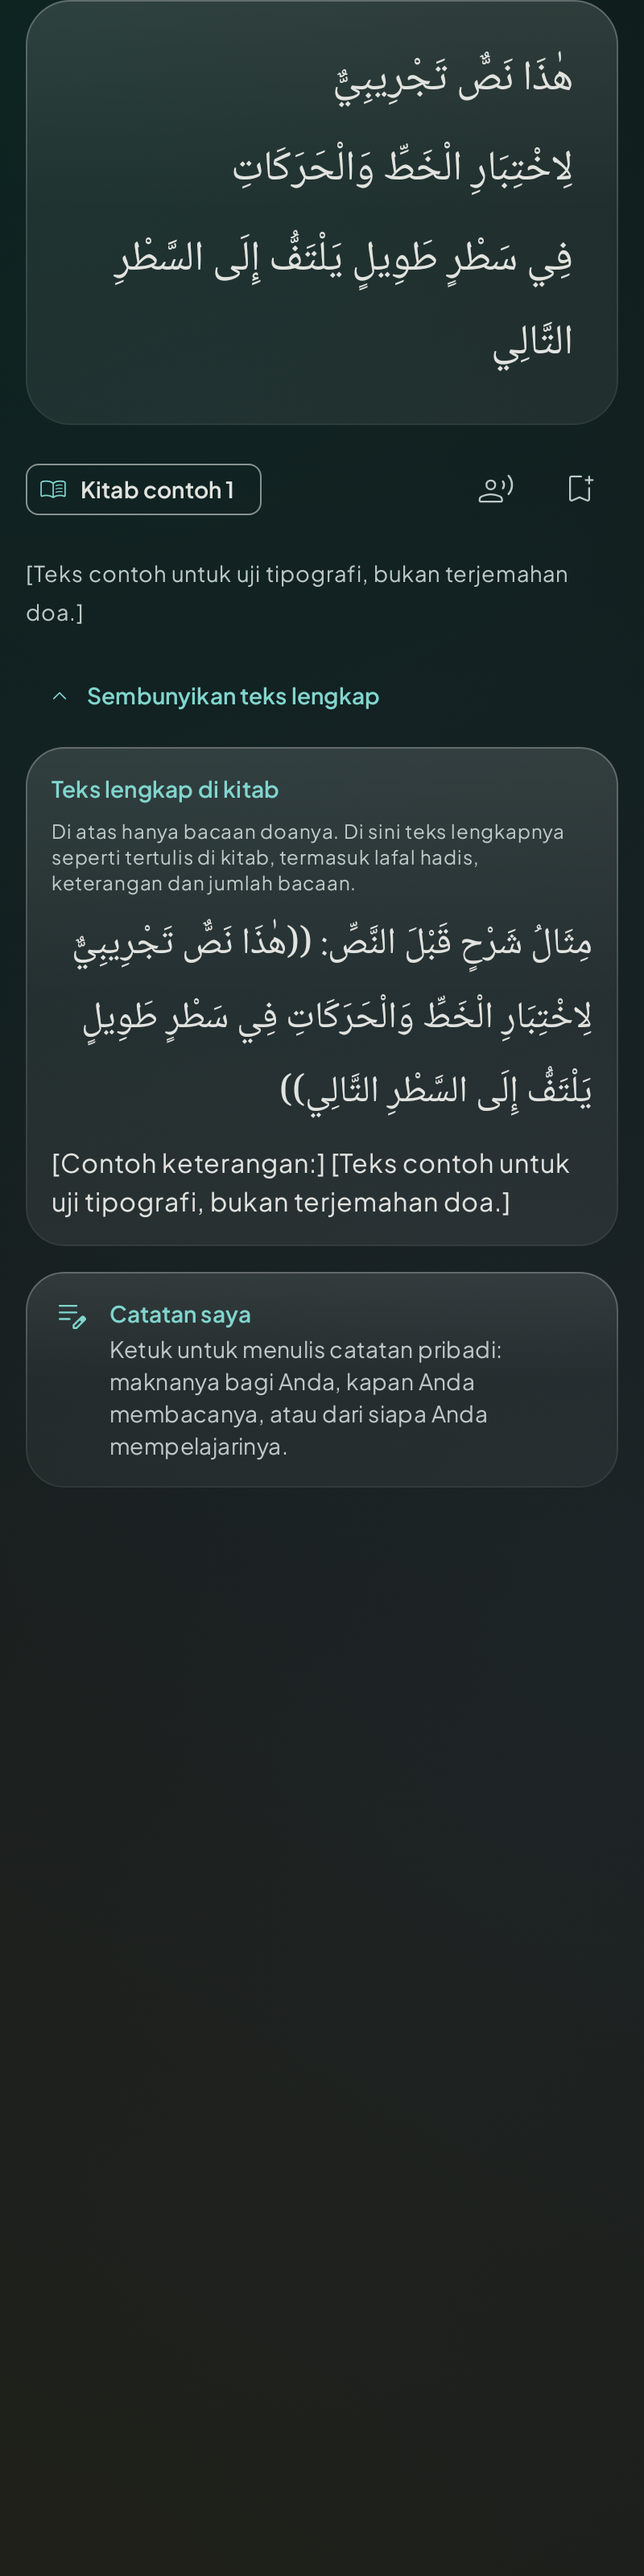 هٰذَا نَصٌّ تَجْرِيبِيٌّ
لِاخْتِبَارِ الْخَطِّ وَالْحَرَكَاتِ
فِي سَطْرٍ طَوِيلٍ يَلْتَفُّ إِلَى السَّطْرِ
التَّالِي
Kitab contoh 1
[Teks contoh untuk uji tipografi, bukan terjemahan
doa.]
Sembunyikan teks lengkap
Teks lengkap di kitab
Di atas hanya bacaan doanya. Di sini teks lengkapnya
seperti tertulis di kitab, termasuk lafal hadis,
keterangan dan jumlah bacaan.
مِثَالُ شَرْحٍ قَبْلَ النَّصِّ: ((هٰذَا نَصٌّ تَجْرِيبِيٌّ
لِاخْتِبَارِ الْخَطِّ وَالْحَرَكَاتِ فِي سَطْرٍ طَوِيلٍ
يَلْتَفُّ إِلَى السَّطْرِ التَّالِي))
[Contoh keterangan:] [Teks contoh untuk
uji tipografi, bukan terjemahan doa.]
Catatan saya
Ketuk untuk menulis catatan pribadi:
maknanya bagi Anda, kapan Anda
membacanya, atau dari siapa Anda
mempelajarinya.